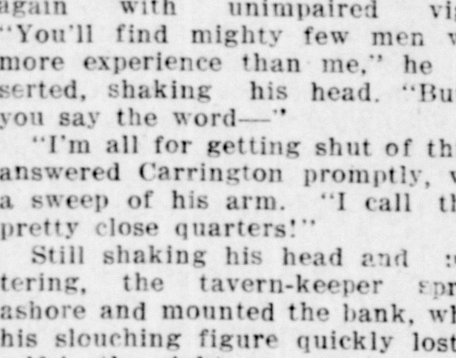 again with unimpaired vi
"You'll find mighty few men
more experience than me," he
serted, shaking his head. "Bu
you say the word—"
"I'm all for getting shut of th
answered Carrington promptly,
a sweep of his arm. "I call th
pretty close quarters!"
Still shaking his head and
tering, the tavern-keeper spr
ashore and mounted the bank, wh
his slouching figure quickly lost